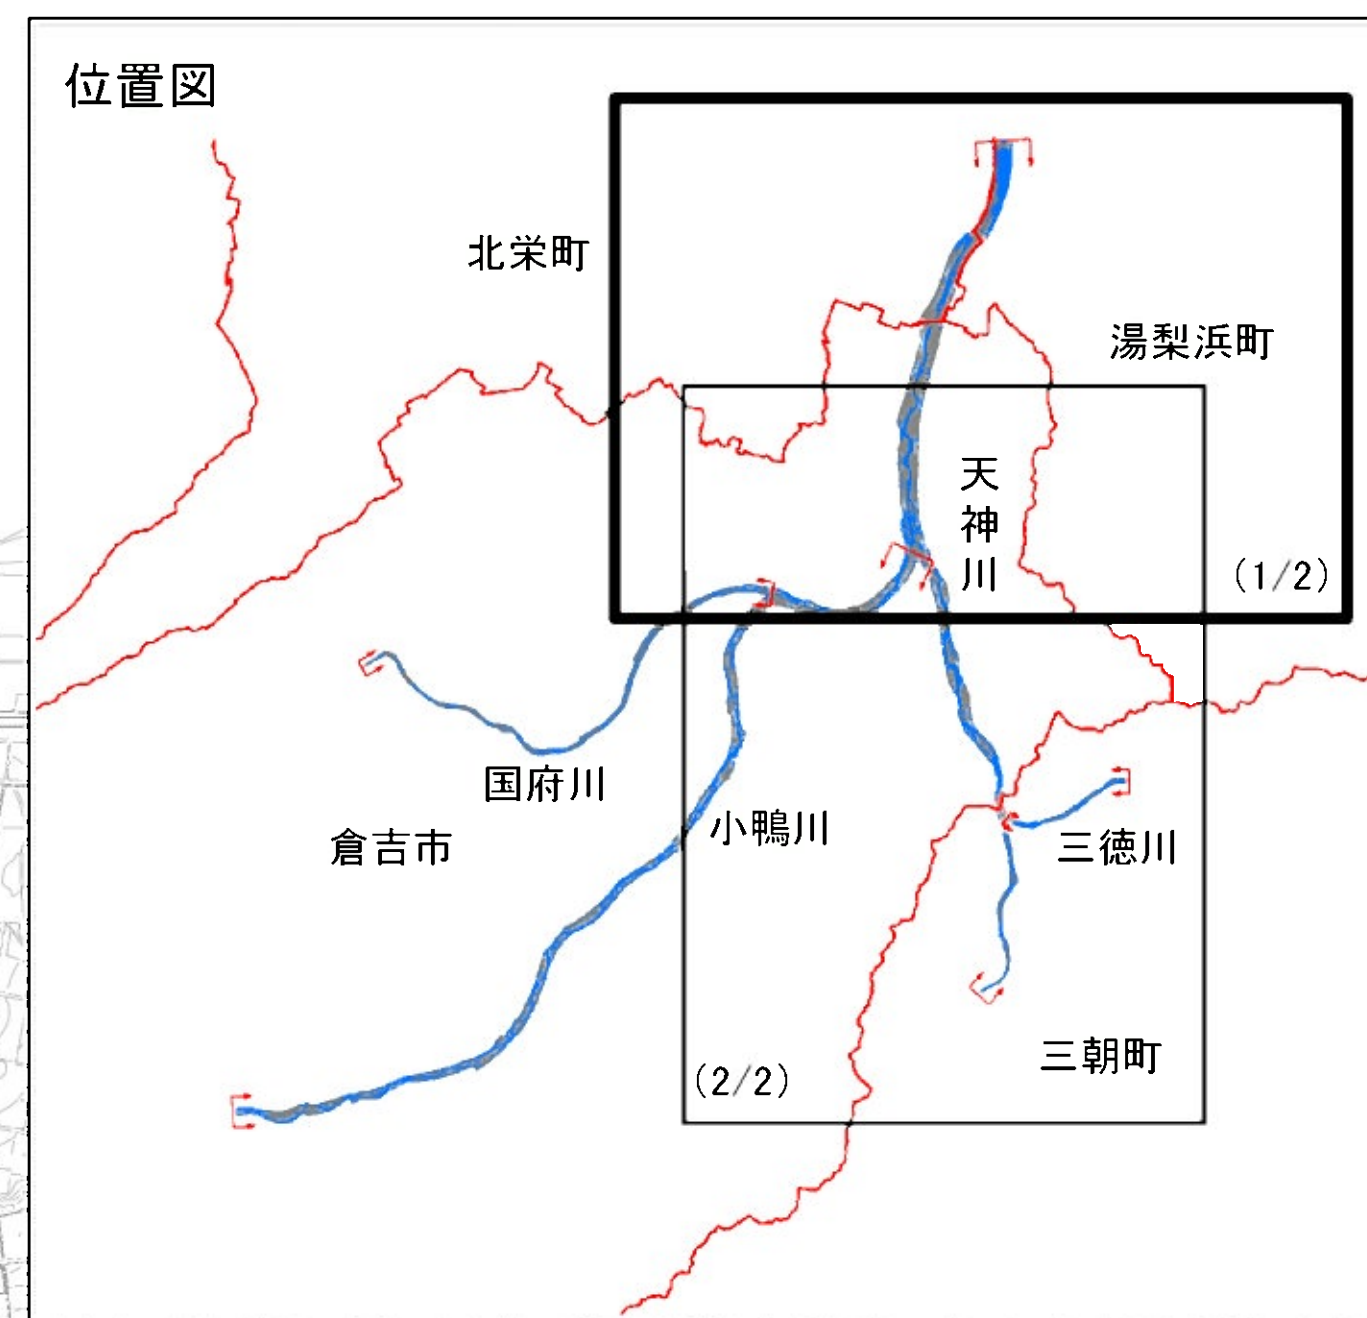 位置図
北栄町
湯梨浜町
天神川
(1/2)
国府川
小鴨川
倉吉市
三徳川
三朝町
(2/2)